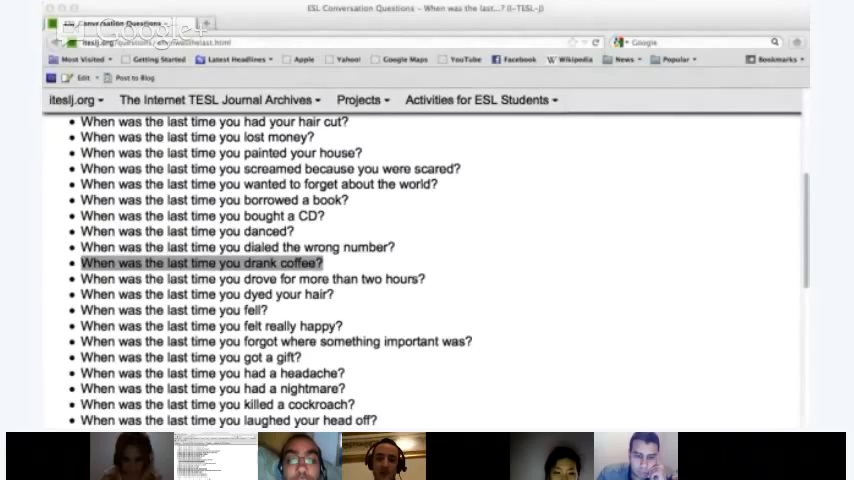 ESL Conversation Questions – When was the last...? (I-TESL-J)
ESL Conversation Questions –
Google+
iteslj.org/questions/whenwasthelast.html
Google
Most Visited
Getting Started
Latest Headlines
Apple
Yahoo!
Google Maps
YouTube
Facebook
Wikipedia
News
Popular
Bookmarks
Edit
Post to Blog
iteslj.org
The Internet TESL Journal Archives
Projects
Activities for ESL Students
• When was the last time you had your hair cut?
• When was the last time you lost money?
• When was the last time you painted your house?
• When was the last time you screamed because you were scared?
• When was the last time you wanted to forget about the world?
• When was the last time you borrowed a book?
• When was the last time you bought a CD?
• When was the last time you danced?
• When was the last time you dialed the wrong number?
• When was the last time you drank coffee?
• When was the last time you drove for more than two hours?
• When was the last time you dyed your hair?
• When was the last time you fell?
• When was the last time you felt really happy?
• When was the last time you forgot where something important was?
• When was the last time you got a gift?
• When was the last time you had a headache?
• When was the last time you had a nightmare?
• When was the last time you killed a cockroach?
• When was the last time you laughed your head off?